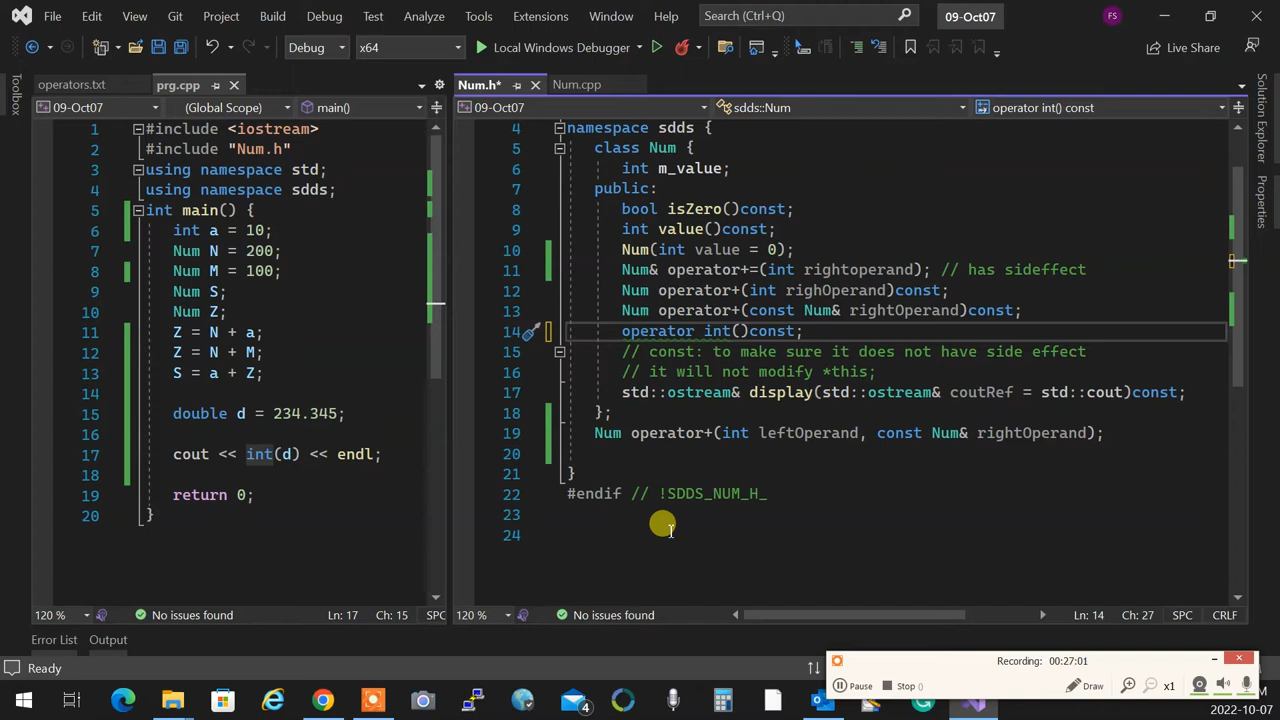 File Edit View Git Project Build Debug Test Analyze Tools Extensions Window Help Search (Ctrl+Q) 09-Oct07 FS
Debug x64 Local Windows Debugger Live Share
Toolbox
operators.txt prg.cpp Num.h* Num.cpp
09-Oct07 (Global Scope) main() 09-Oct07 sdds::Num operator int() const
1 #include <iostream>
2 #include "Num.h"
3 using namespace std;
4 using namespace sdds;
5 int main() {
6 int a = 10;
7 Num N = 200;
8 Num M = 100;
9 Num S;
10 Num Z;
11 Z = N + a;
12 Z = N + M;
13 S = a + Z;
14
15 double d = 234.345;
16
17 cout << int(d) << endl;
18
19 return 0;
20 }
4 namespace sdds {
5 class Num {
6 int m_value;
7 public:
8 bool isZero()const;
9 int value()const;
10 Num(int value = 0);
11 Num& operator+=(int rightoperand); // has sideffect
12 Num operator+(int righOperand)const;
13 Num operator+(const Num& rightOperand)const;
14 operator int()const;
15 // const: to make sure it does not have side effect
16 // it will not modify *this;
17 std::ostream& display(std::ostream& coutRef = std::cout)const;
18 };
19 Num operator+(int leftOperand, const Num& rightOperand);
20
21 }
22 #endif // !SDDS_NUM_H_
23
24
Solution Explorer
Properties
120 % No issues found Ln: 17 Ch: 15 SPC
120 % No issues found Ln: 14 Ch: 27 SPC CRLF
Error List Output
Ready
Recording: 00:27:01
Pause Stop () Draw x1
4
M
2022-10-07